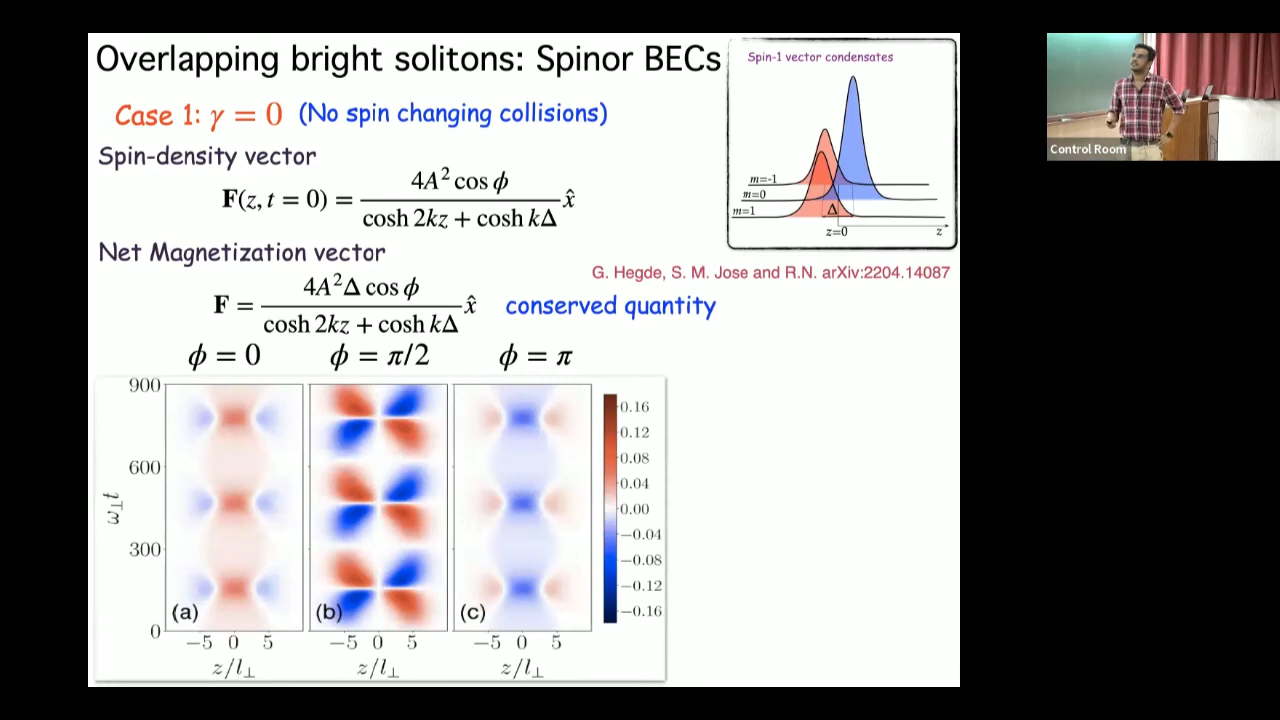 Overlapping bright solitons: Spinor BECs
Spin-1 vector condensates
m=-1
m=0
m=1
Δ
z=0
z
Case 1: γ = 0 (No spin changing collisions)
Spin-density vector
F(z, t = 0) = 4A² cos ϕ / cosh 2kz + cosh kΔ x̂
Net Magnetization vector
G. Hegde, S. M. Jose and R.N. arXiv:2204.14087
F = 4A²Δ cos ϕ / cosh 2kz + cosh kΔ x̂ conserved quantity
ϕ = 0 ϕ = π/2 ϕ = π
900
600
300
0
ω⊥t
(a) (b) (c)
−5 0 5 −5 0 5 −5 0 5
z/l⊥ z/l⊥ z/l⊥
0.16
0.12
0.08
0.04
0.00
−0.04
−0.08
−0.12
−0.16
Control Room